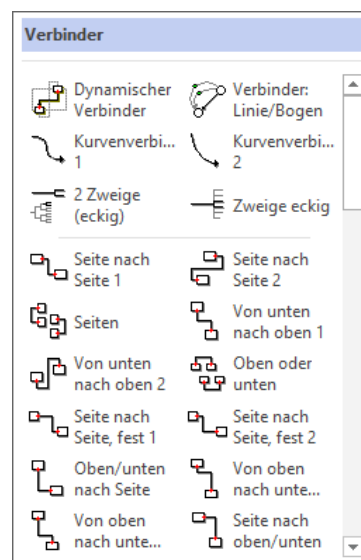 Verbinder
Dynamischer
Verbinder
Verbinder:
Linie/Bogen
Kurvenverbi...
1
Kurvenverbi...
2
2 Zweige
(eckig)
Zweige eckig
Seite nach
Seite 1
Seite nach
Seite 2
Seiten
Von unten
nach oben 1
Von unten
nach oben 2
Oben oder
unten
Seite nach
Seite, fest 1
Seite nach
Seite, fest 2
Oben/unten
nach Seite
Von oben
nach unte...
Von oben
nach unte...
Seite nach
oben/unten